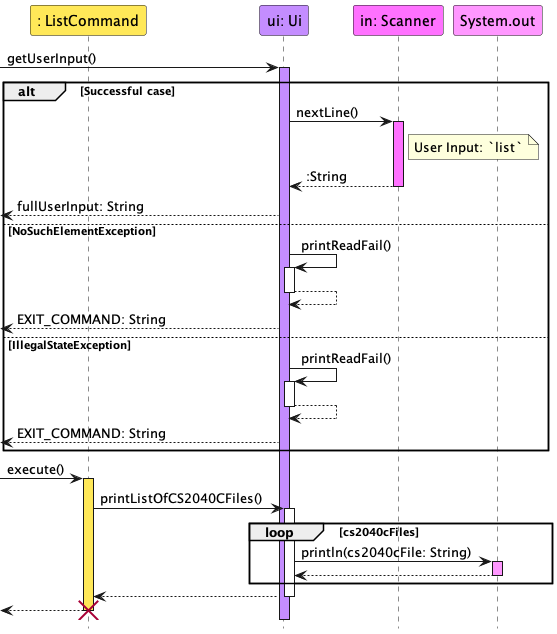 : ListCommand
ui: Ui
in: Scanner
System.out
getUserInput()
alt
[Successful case]
nextLine()
User Input: `list`
:String
fullUserInput: String
[NoSuchElementException]
printReadFail()
EXIT_COMMAND: String
[IllegalStateException]
printReadFail()
EXIT_COMMAND: String
execute()
printListOfCS2040CFiles()
loop
[cs2040cFiles]
println(cs2040cFile: String)